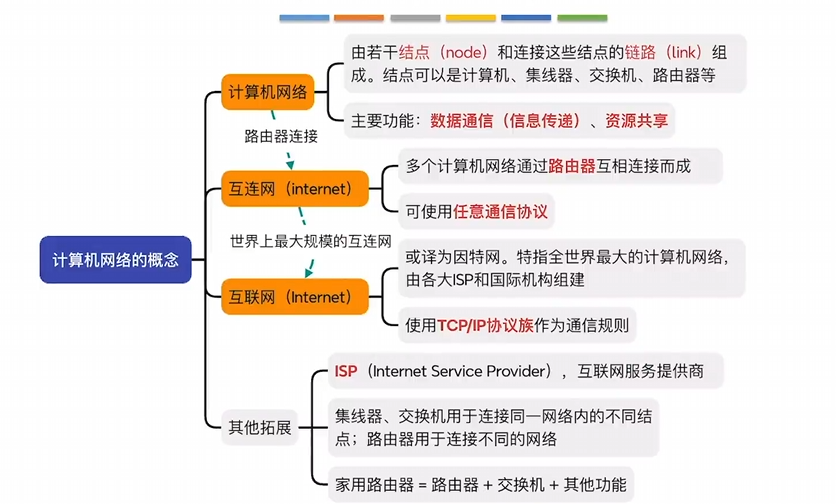 由若干结点（node）和连接这些结点的链路（link）组
成。结点可以是计算机、集线器、交换机、路由器等
计算机网络
主要功能：数据通信（信息传递）、资源共享
路由器连接
多个计算机网络通过路由器互相连接而成
互连网（internet）
可使用任意通信协议
世界上最大规模的互连网
计算机网络的概念
或译为因特网。特指全世界最大的计算机网络，
由各大ISP和国际机构组建
互联网（Internet）
使用TCP/IP协议族作为通信规则
ISP（Internet Service Provider），互联网服务提供商
集线器、交换机用于连接同一网络内的不同结
点；路由器用于连接不同的网络
其他拓展
家用路由器 = 路由器 + 交换机 + 其他功能